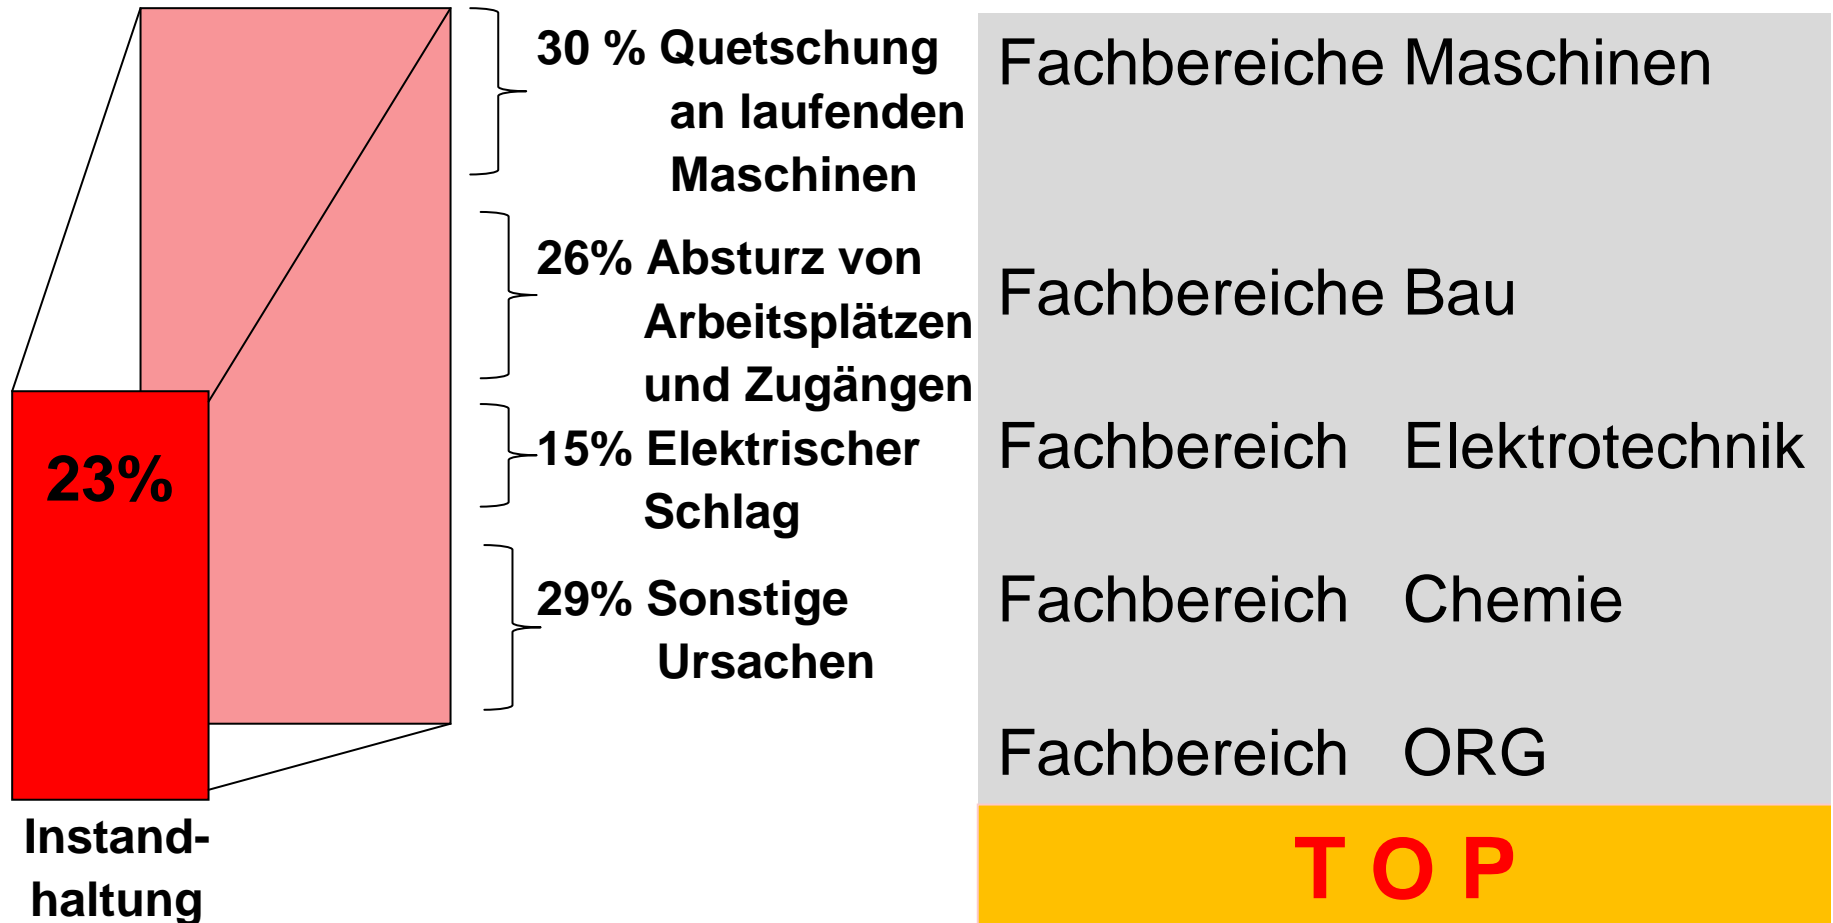 23%
Instand-
haltung
30 % Quetschung
an laufenden
Maschinen
26% Absturz von
Arbeitsplätzen
und Zugängen
15% Elektrischer
Schlag
29% Sonstige
Ursachen
Fachbereiche Maschinen
Fachbereiche Bau
Fachbereich Elektrotechnik
Fachbereich Chemie
Fachbereich ORG
T O P